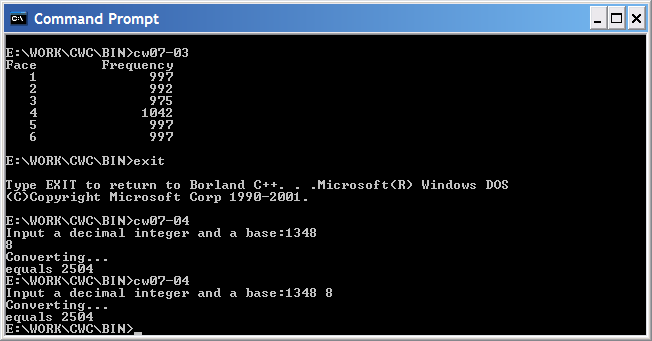 Command Prompt
E:\WORK\CWC\BIN>cw07-03
Face        Frequency
   1              997
   2              992
   3              975
   4             1042
   5              997
   6              997
E:\WORK\CWC\BIN>exit
Type EXIT to return to Borland C++. . .Microsoft(R) Windows DOS
(C)Copyright Microsoft Corp 1990-2001.
E:\WORK\CWC\BIN>cw07-04
Input a decimal integer and a base:1348
8
Converting...
equals 2504
E:\WORK\CWC\BIN>cw07-04
Input a decimal integer and a base:1348 8
Converting...
equals 2504
E:\WORK\CWC\BIN>_